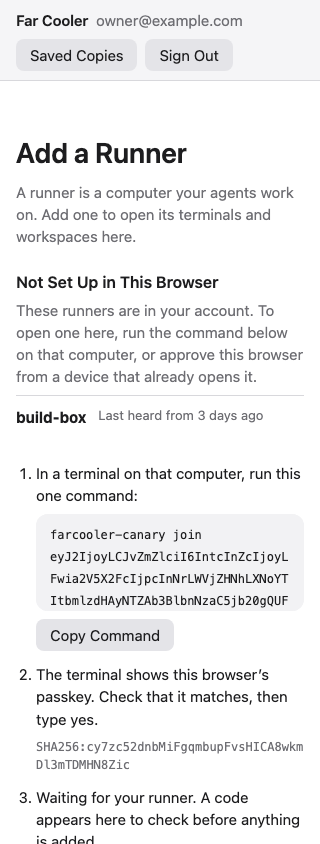 Far Cooler owner@example.com
Saved Copies Sign Out
Add a Runner
A runner is a computer your agents work
on. Add one to open its terminals and
workspaces here.
Not Set Up in This Browser
These runners are in your account. To
open one here, run the command below
on that computer, or approve this browser
from a device that already opens it.
build-box Last heard from 3 days ago
1. In a terminal on that computer, run this
one command:
farcooler-canary join
eyJ2IjoyLCJvZmZlciI6IntcInZcIjoyL
Fwia2V5X2FcIjpcInNrLWVjZHNhLXNoYT
ItbmlzdHAyNTZAb3BlbnNzaC5jb20gQUF
Copy Command
2. The terminal shows this browser’s
passkey. Check that it matches, then
type yes.
SHA256:cy7zc52dnbMiFgqmbupFvsHICA8wkm
Dl3mTDMHN8Zic
3. Waiting for your runner. A code
appears here to check before anything
is added.